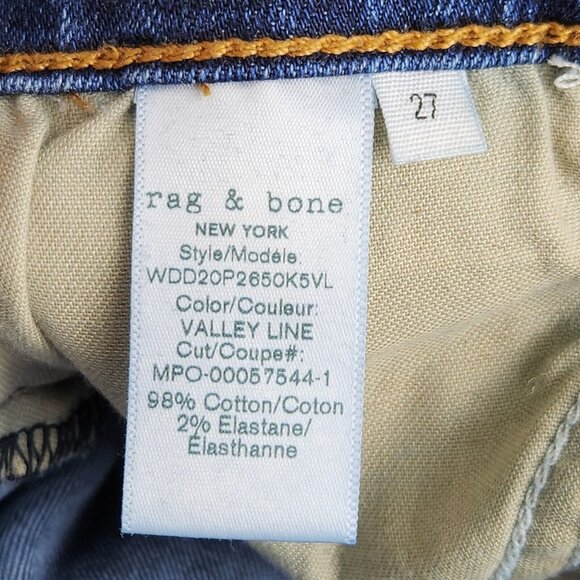 27
rag & bone
NEW YORK
Style/Modéle:
WDD20P2650K5VL
Color/Couleur:
VALLEY LINE
Cut/Coupe#:
MPO-00057544-1
98% Cotton/Coton
2% Elastane/
Élasthanne